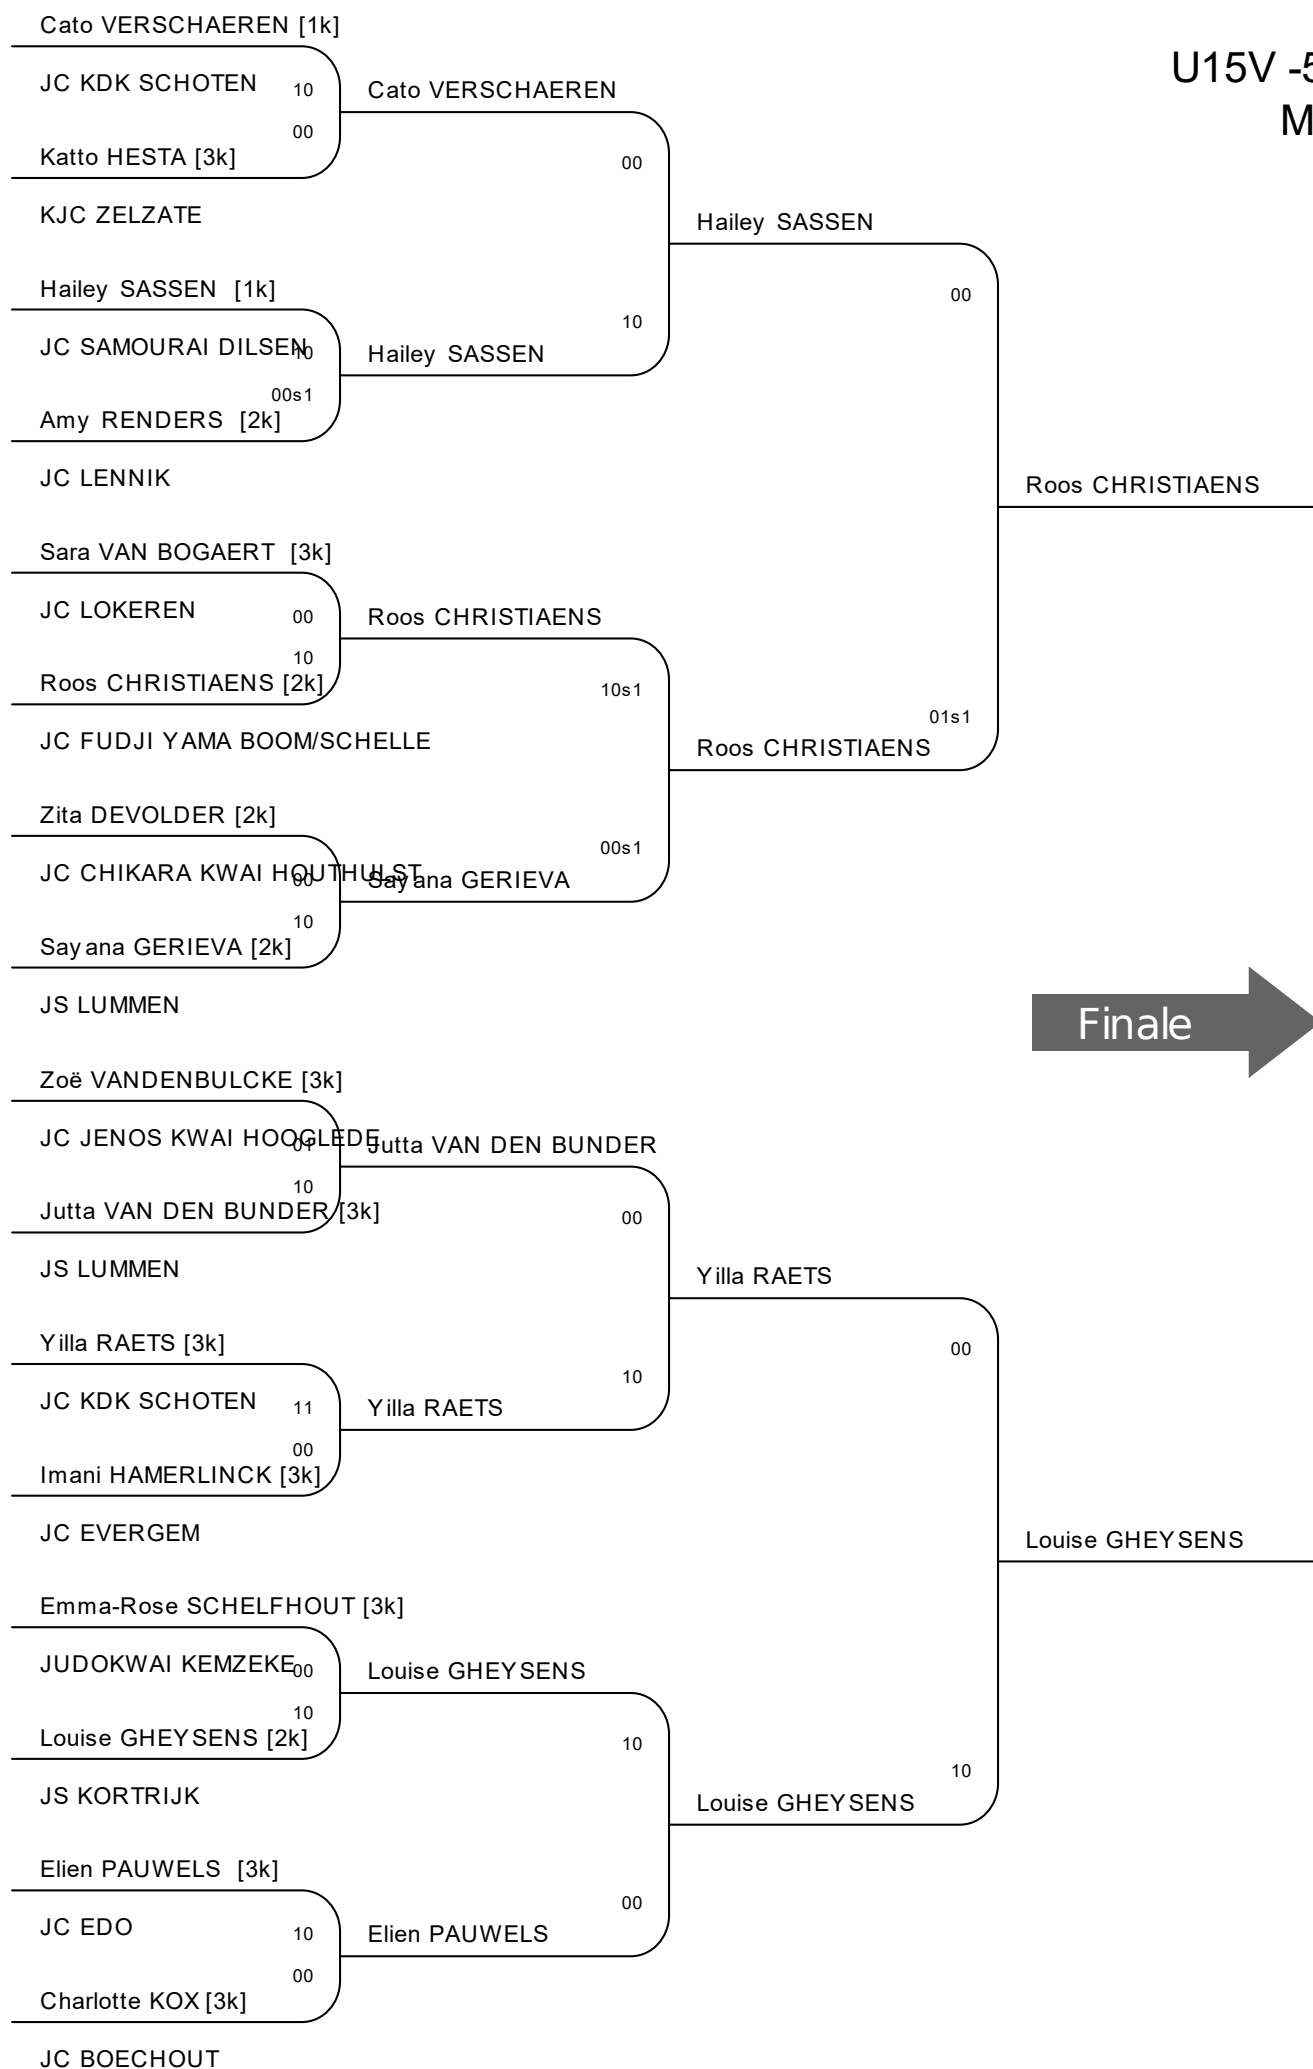 Cato VERSCHAEREN [1k]
U15V -5
JC KDK SCHOTEN
10
Cato VERSCHAEREN
M
00
Katto HESTA [3k]
00
KJC ZELZATE
Hailey SASSEN
Hailey SASSEN [1k]
00
10
JC SAMOURAI DILSEN
10
Hailey SASSEN
00s1
Amy RENDERS [2k]
JC LENNIK
Roos CHRISTIAENS
Sara VAN BOGAERT [3k]
JC LOKEREN
00
Roos CHRISTIAENS
10
Roos CHRISTIAENS [2k]
10s1
01s1
JC FUDJI YAMA BOOM/SCHELLE
Roos CHRISTIAENS
Zita DEVOLDER [2k]
00s1
JC CHIKARA KWAI HOUTHULST
00
Sayana GERIEVA
10
Sayana GERIEVA [2k]
JS LUMMEN
Finale
Zoë VANDENBULCKE [3k]
JC JENOS KWAI HOOGLEDE
01
Jutta VAN DEN BUNDER
10
Jutta VAN DEN BUNDER [3k]
00
JS LUMMEN
Yilla RAETS
Yilla RAETS [3k]
00
10
JC KDK SCHOTEN
11
Yilla RAETS
00
Imani HAMERLINCK [3k]
JC EVERGEM
Louise GHEYSENS
Emma-Rose SCHELFHOUT [3k]
JUDOKWAI KEMZEKE
00
Louise GHEYSENS
10
Louise GHEYSENS [2k]
10
10
JS KORTRIJK
Louise GHEYSENS
Elien PAUWELS [3k]
00
JC EDO
10
Elien PAUWELS
00
Charlotte KOX [3k]
JC BOECHOUT